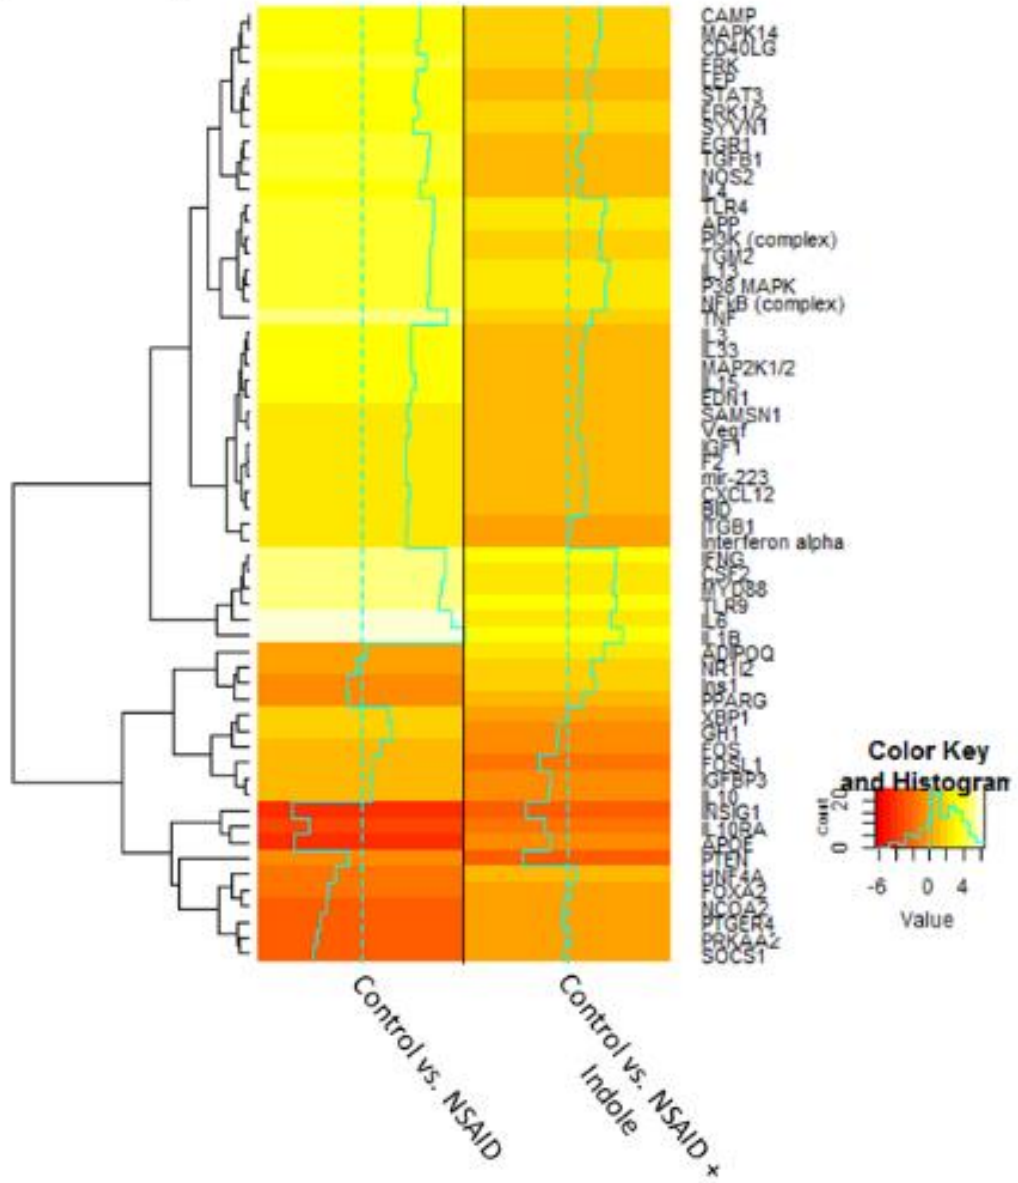 CAMP
MAPK14
CD40LG
ERK
LEP
STAT3
ERK1/2
SYVN1
EGR1
TGFB1
NOS2
IL4
TLR4
APP
PI3K (complex)
TGM2
IL13
P38 MAPK
NFkB (complex)
TNF
IL3
IL33
MAP2K1/2
IL15
EDN1
SAMSN1
Vegf
IGF1
F2
mir-223
CXCL12
BID
ITGB1
Interferon alpha
IFNG
CSF2
MYD88
TLR9
IL6
IL1B
ADIPOQ
NR1I2
Ins1
PPARG
XBP1
GH1
FOS
FOSL1
IGFBP3
IL10
INSIG1
IL10RA
APOE
PTEN
HNF4A
FOXA2
NCOA2
PTGER4
PRKAA2
SOCS1
Color Key
and Histogram
Count
0 20
-6 0 4
Value
Control vs. NSAID
Control vs. NSAID +
Indole